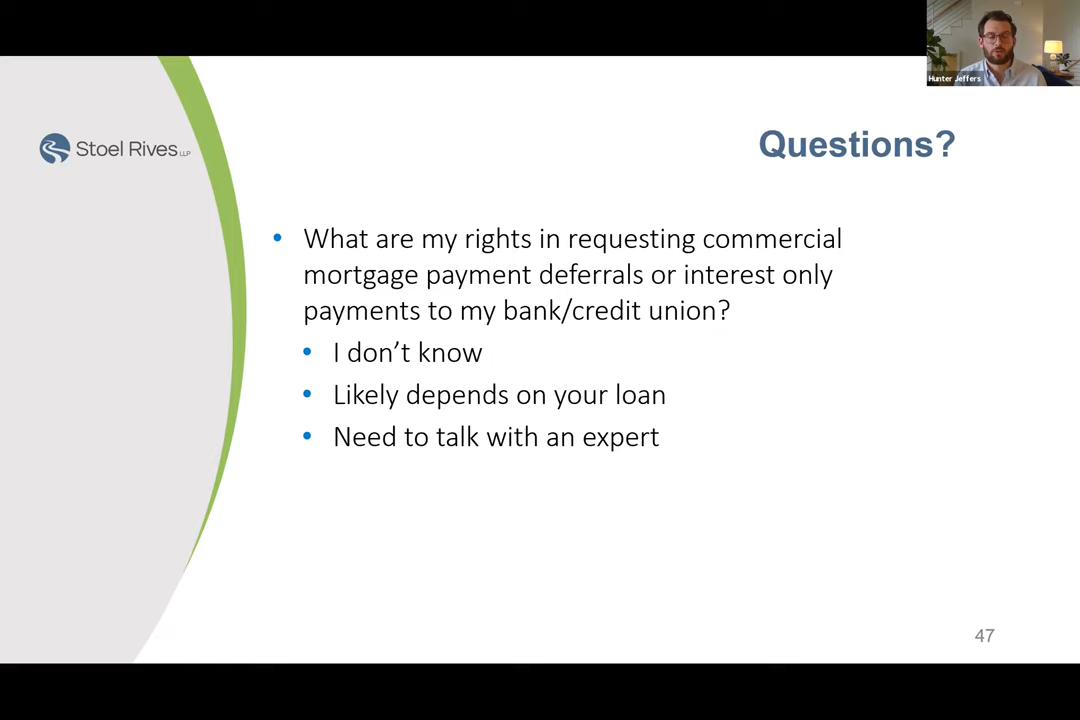 Hunter Jeffers
Stoel Rives LLP
Questions?
• What are my rights in requesting commercial
mortgage payment deferrals or interest only
payments to my bank/credit union?
• I don’t know
• Likely depends on your loan
• Need to talk with an expert
47